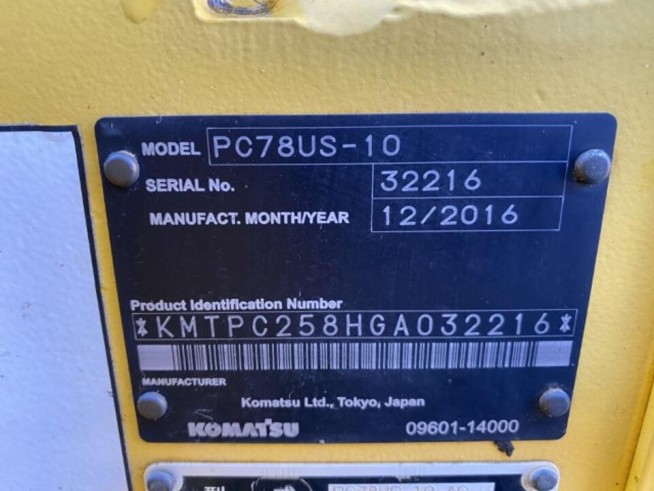 MODEL PC78US-10
SERIAL No. 32216
MANUFACT. MONTH/YEAR 12/2016
Product Identification Number
*KMTPC258HGA032216*
MANUFACTURER
Komatsu Ltd., Tokyo, Japan
KOMATSU 09601-14000